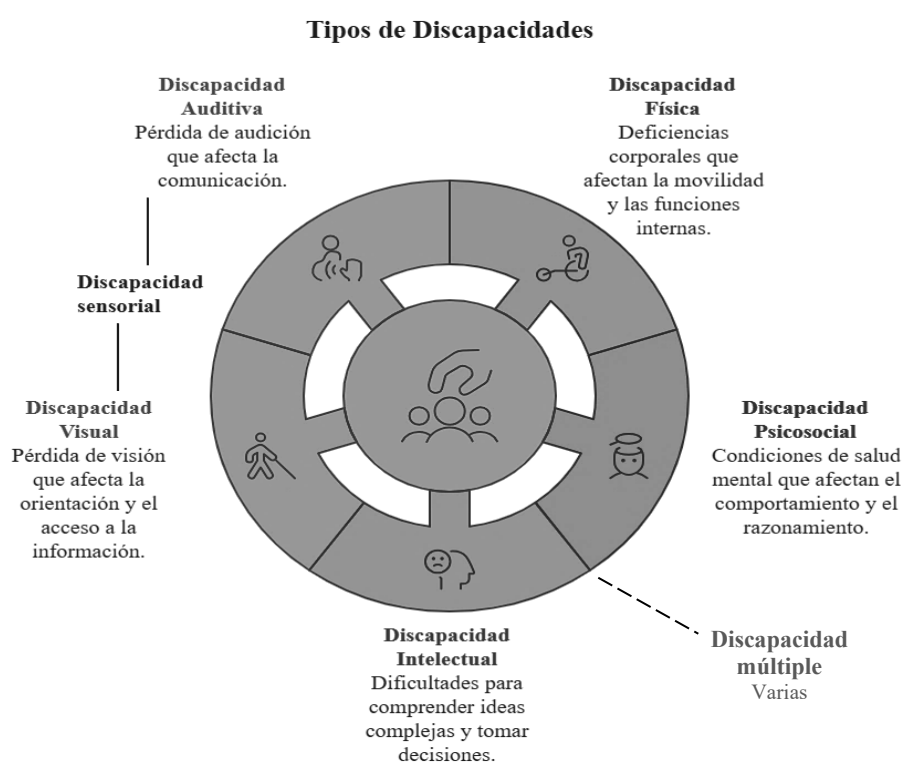 Tipos de Discapacidades
Discapacidad
Auditiva
Pérdida de audición
que afecta la
comunicación.
Discapacidad
Física
Deficiencias
corporales que
afectan la movilidad
y las funciones
internas.
Discapacidad
sensorial
Discapacidad
Visual
Pérdida de visión
que afecta la
orientación y el
acceso a la
información.
Discapacidad
Psicosocial
Condiciones de salud
mental que afectan el
comportamiento y el
razonamiento.
Discapacidad
Intelectual
Dificultades para
comprender ideas
complejas y tomar
decisiones.
Discapacidad
múltiple
Varias